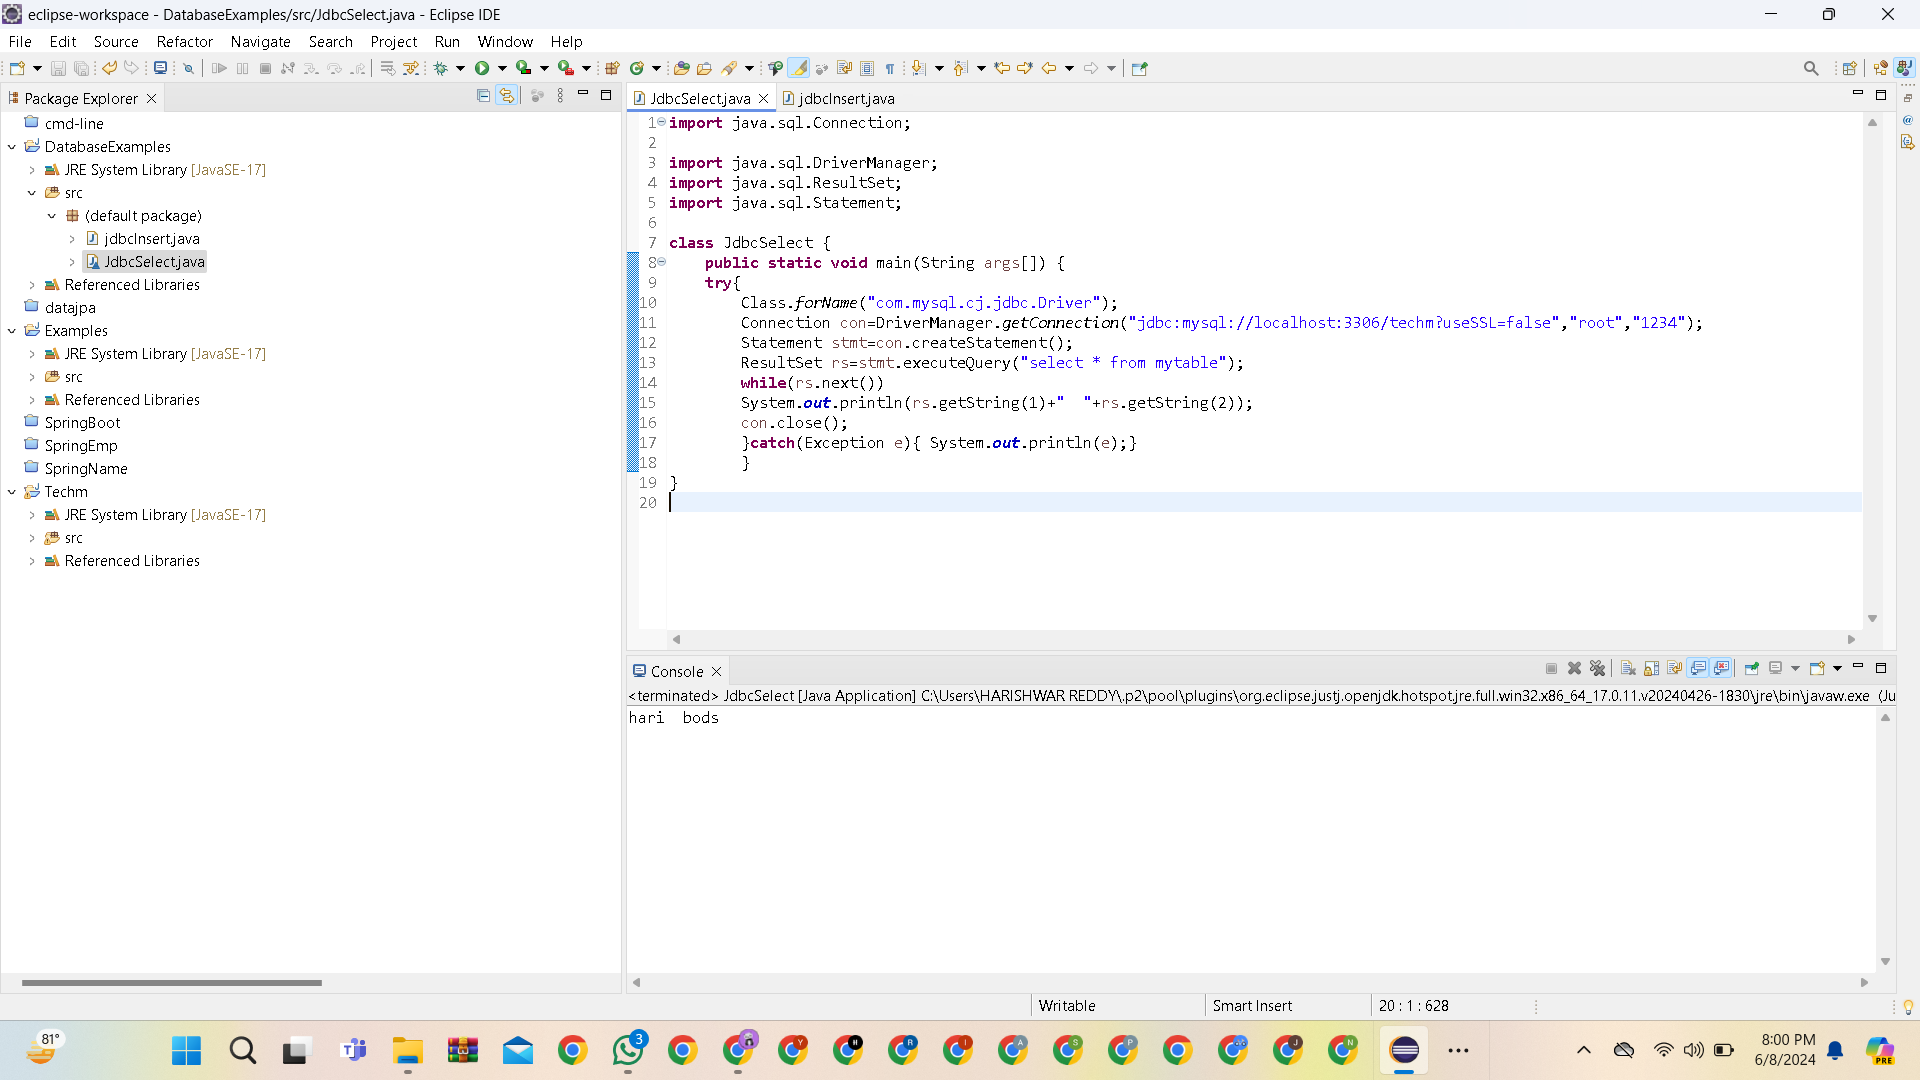 eclipse-workspace - DatabaseExamples/src/JdbcSelect.java - Eclipse IDE
File Edit Source Refactor Navigate Search Project Run Window Help
Package Explorer
cmd-line
DatabaseExamples
JRE System Library [JavaSE-17]
src
(default package)
jdbcInsert.java
JdbcSelect.java
Referenced Libraries
datajpa
Examples
JRE System Library [JavaSE-17]
src
Referenced Libraries
SpringBoot
SpringEmp
SpringName
Techm
JRE System Library [JavaSE-17]
src
Referenced Libraries
JdbcSelect.java jdbcInsert.java
1 import java.sql.Connection;
2
3 import java.sql.DriverManager;
4 import java.sql.ResultSet;
5 import java.sql.Statement;
6
7 class JdbcSelect {
8 public static void main(String args[]) {
9 try{
10 Class.forName("com.mysql.cj.jdbc.Driver");
11 Connection con=DriverManager.getConnection("jdbc:mysql://localhost:3306/techm?useSSL=false","root","1234");
12 Statement stmt=con.createStatement();
13 ResultSet rs=stmt.executeQuery("select * from mytable");
14 while(rs.next())
15 System.out.println(rs.getString(1)+"  "+rs.getString(2));
16 con.close();
17 }catch(Exception e){ System.out.println(e);}
18 }
19 }
20
Console
<terminated> JdbcSelect [Java Application] C:\Users\HARISHWAR REDDY\.p2\pool\plugins\org.eclipse.justj.openjdk.hotspot.jre.full.win32.x86_64_17.0.11.v20240426-1830\jre\bin\javaw.exe (Ju
hari  bods
Writable Smart Insert 20 : 1 : 628
81°
3
8:00 PM
6/8/2024
PRE